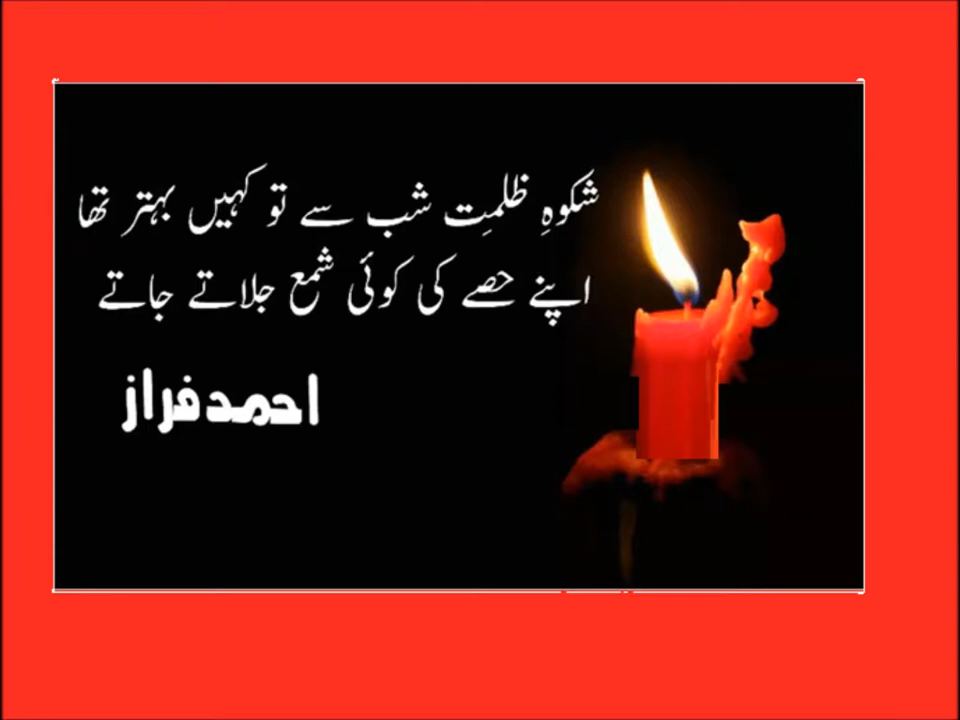 شکوہِ ظلمتِ شب سے تو کہیں بہتر تھا
اپنے حصے کی کوئی شمع جلاتے جاتے
احمد فراز